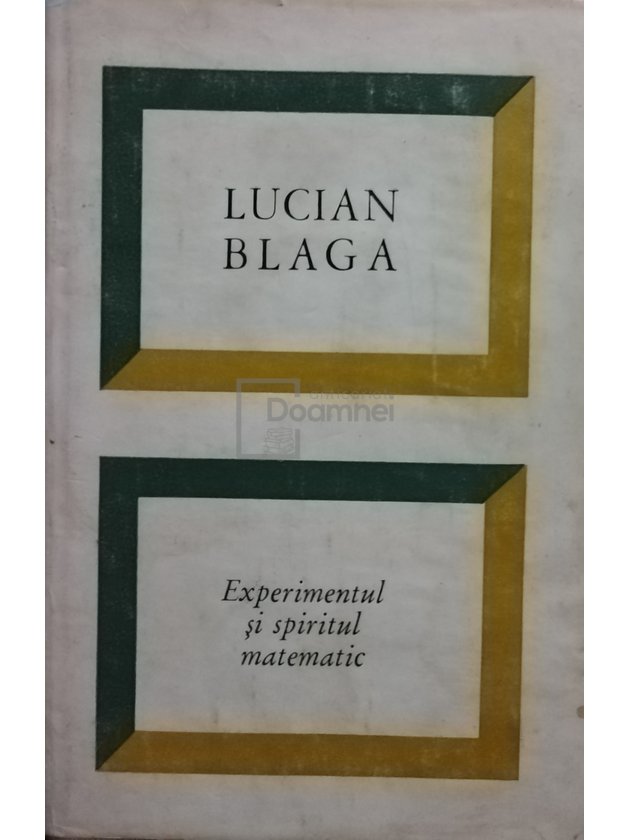 LUCIAN
BLAGA
Doamnei
Experimentul
şi spiritul
matematic